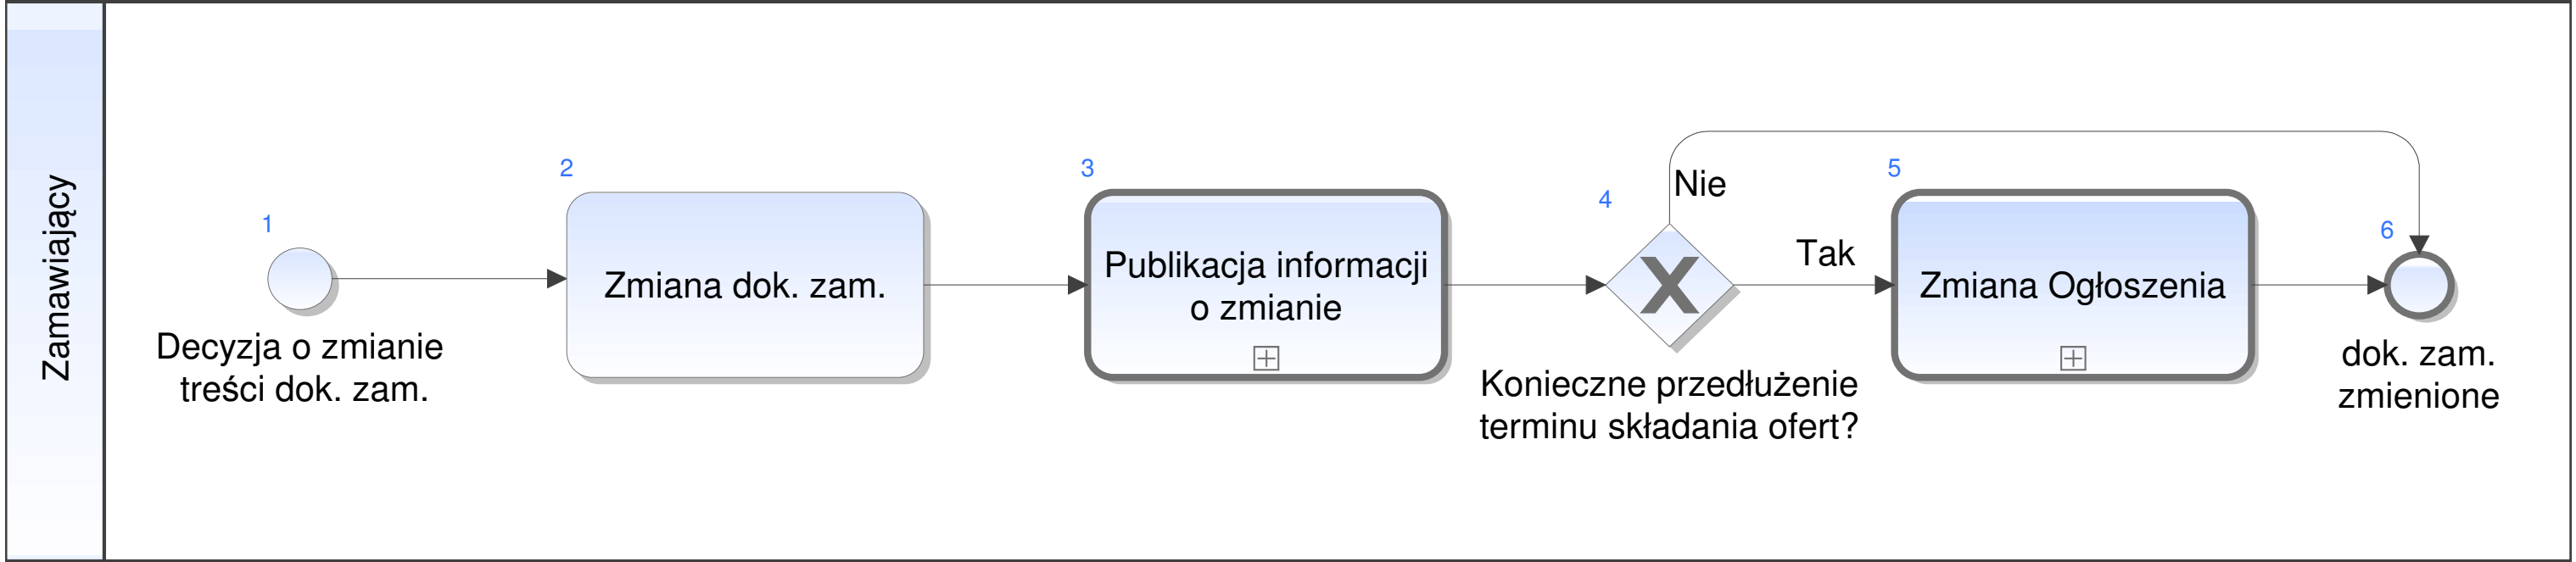 Zamawiający
1
Decyzja o zmianie
treści dok. zam.
2
Zmiana dok. zam.
3
Publikacja informacji
o zmianie
4
Nie
Tak
Konieczne przedłużenie
terminu składania ofert?
5
Zmiana Ogłoszenia
6
dok. zam.
zmienione